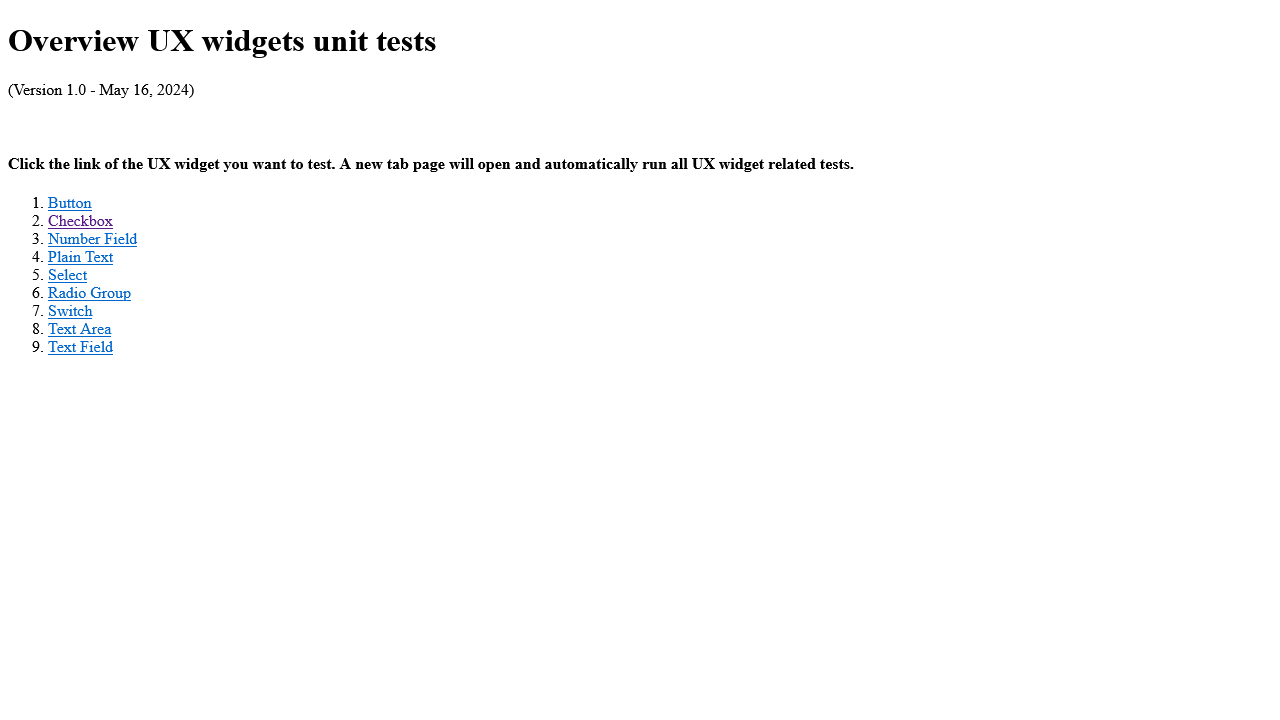 Overview UX widgets unit tests
(Version 1.0 - May 16, 2024)
Click the link of the UX widget you want to test. A new tab page will open and automatically run all UX widget related tests.
1. Button
2. Checkbox
3. Number Field
4. Plain Text
5. Select
6. Radio Group
7. Switch
8. Text Area
9. Text Field